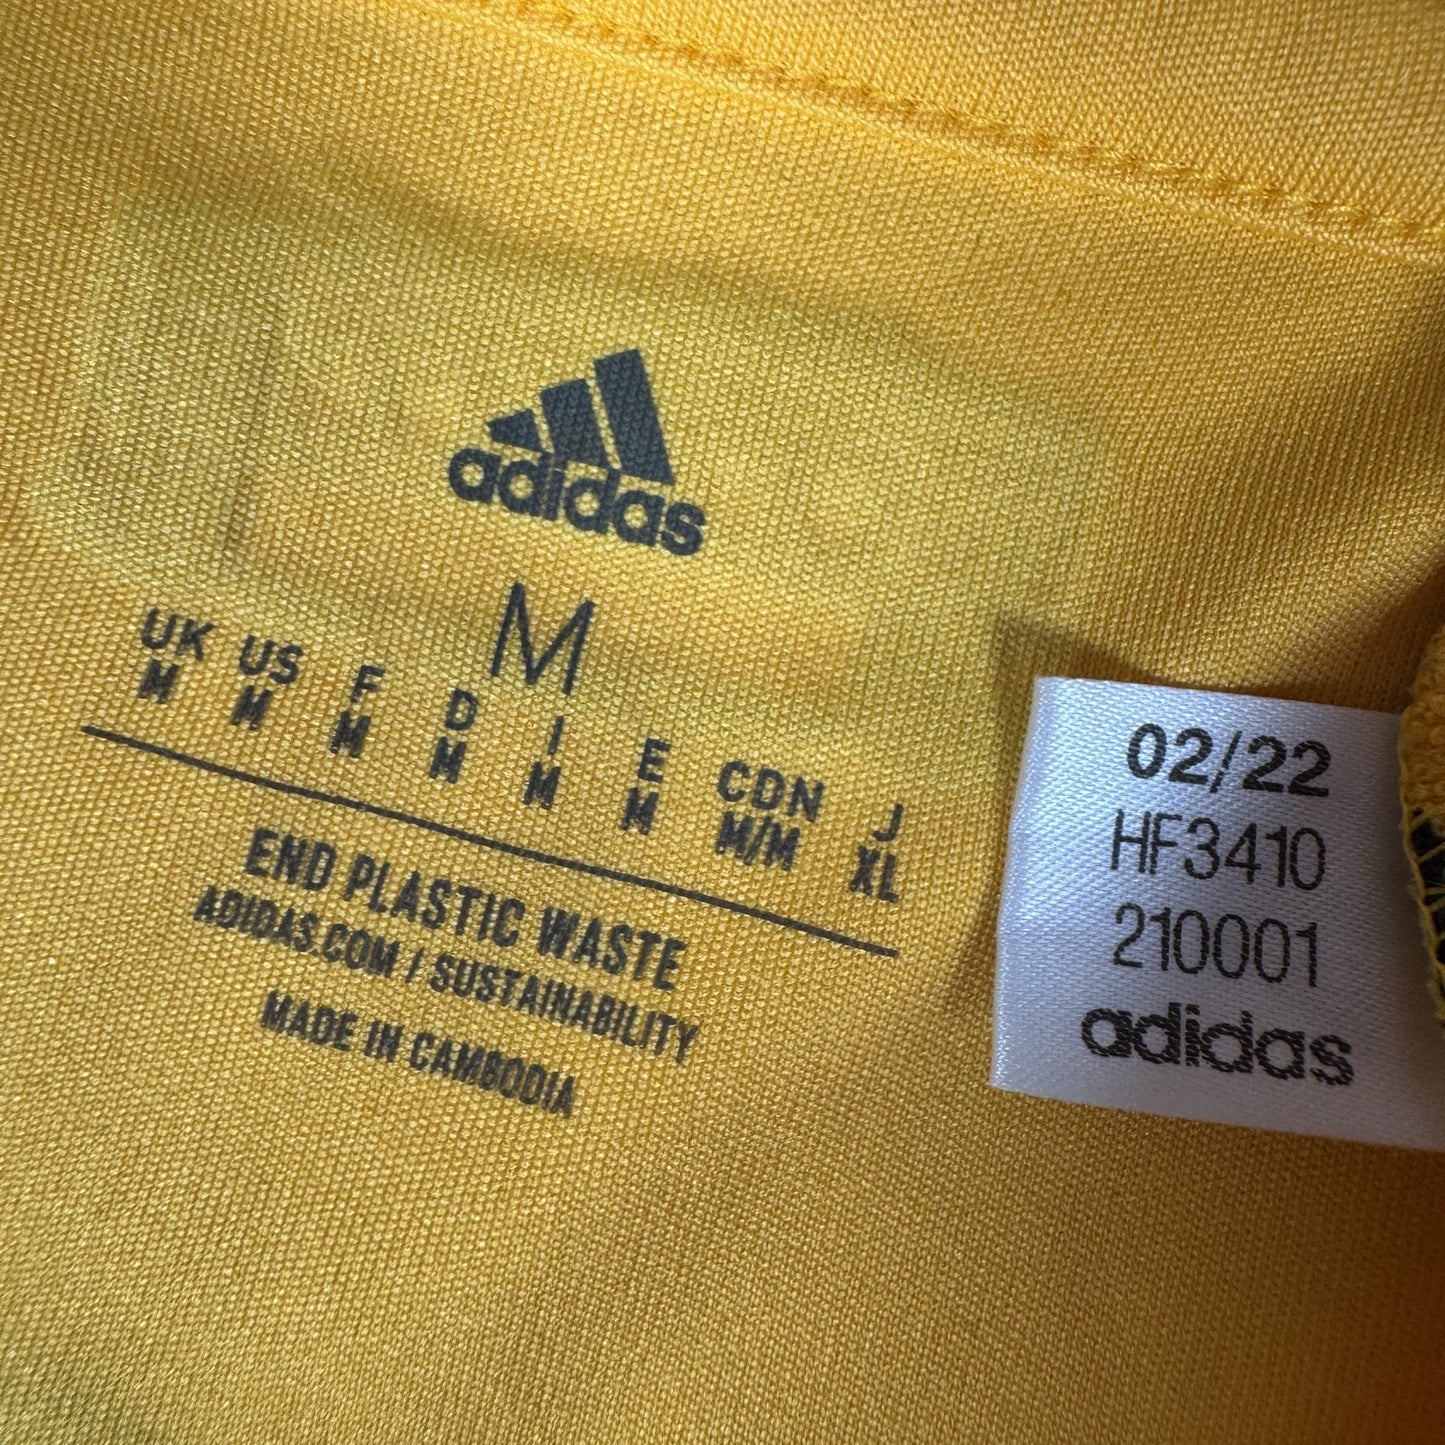 adidas
M
UK US F D I E CDN J
M M M M M M M/M XL
END PLASTIC WASTE
ADIDAS.COM / SUSTAINABILITY
MADE IN CAMBODIA
02/22
HF3410
210001
adidas